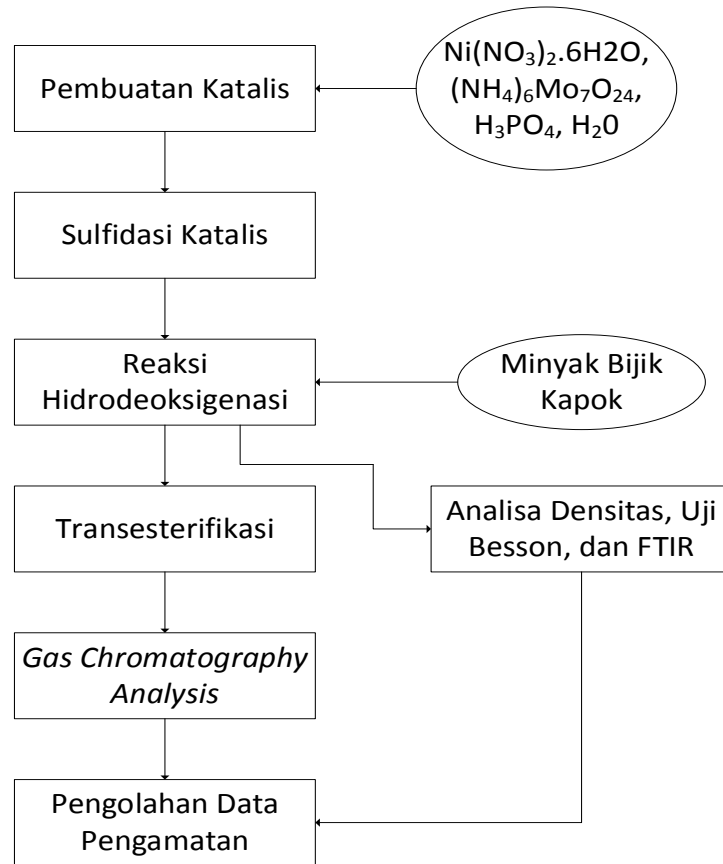 Pembuatan Katalis
Ni(NO₃)₂.6H2O,
(NH₄)₆Mo₇O₂₄,
H₃PO₄, H₂0
Sulfidasi Katalis
Reaksi
Hidrodeoksigenasi
Minyak Bijik
Kapok
Transesterifikasi
Analisa Densitas, Uji
Besson, dan FTIR
Gas Chromatography
Analysis
Pengolahan Data
Pengamatan